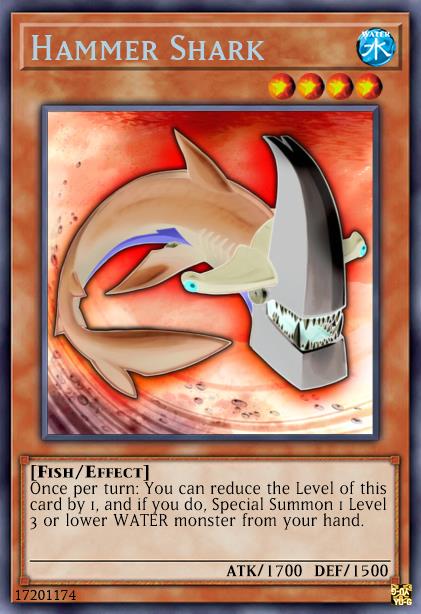 HAMMER SHARK
WATER
水
[FISH/EFFECT]
Once per turn: You can reduce the Level of this
card by 1, and if you do, Special Summon 1 Level
3 or lower WATER monster from your hand.
ATK/1700 DEF/1500
17201174